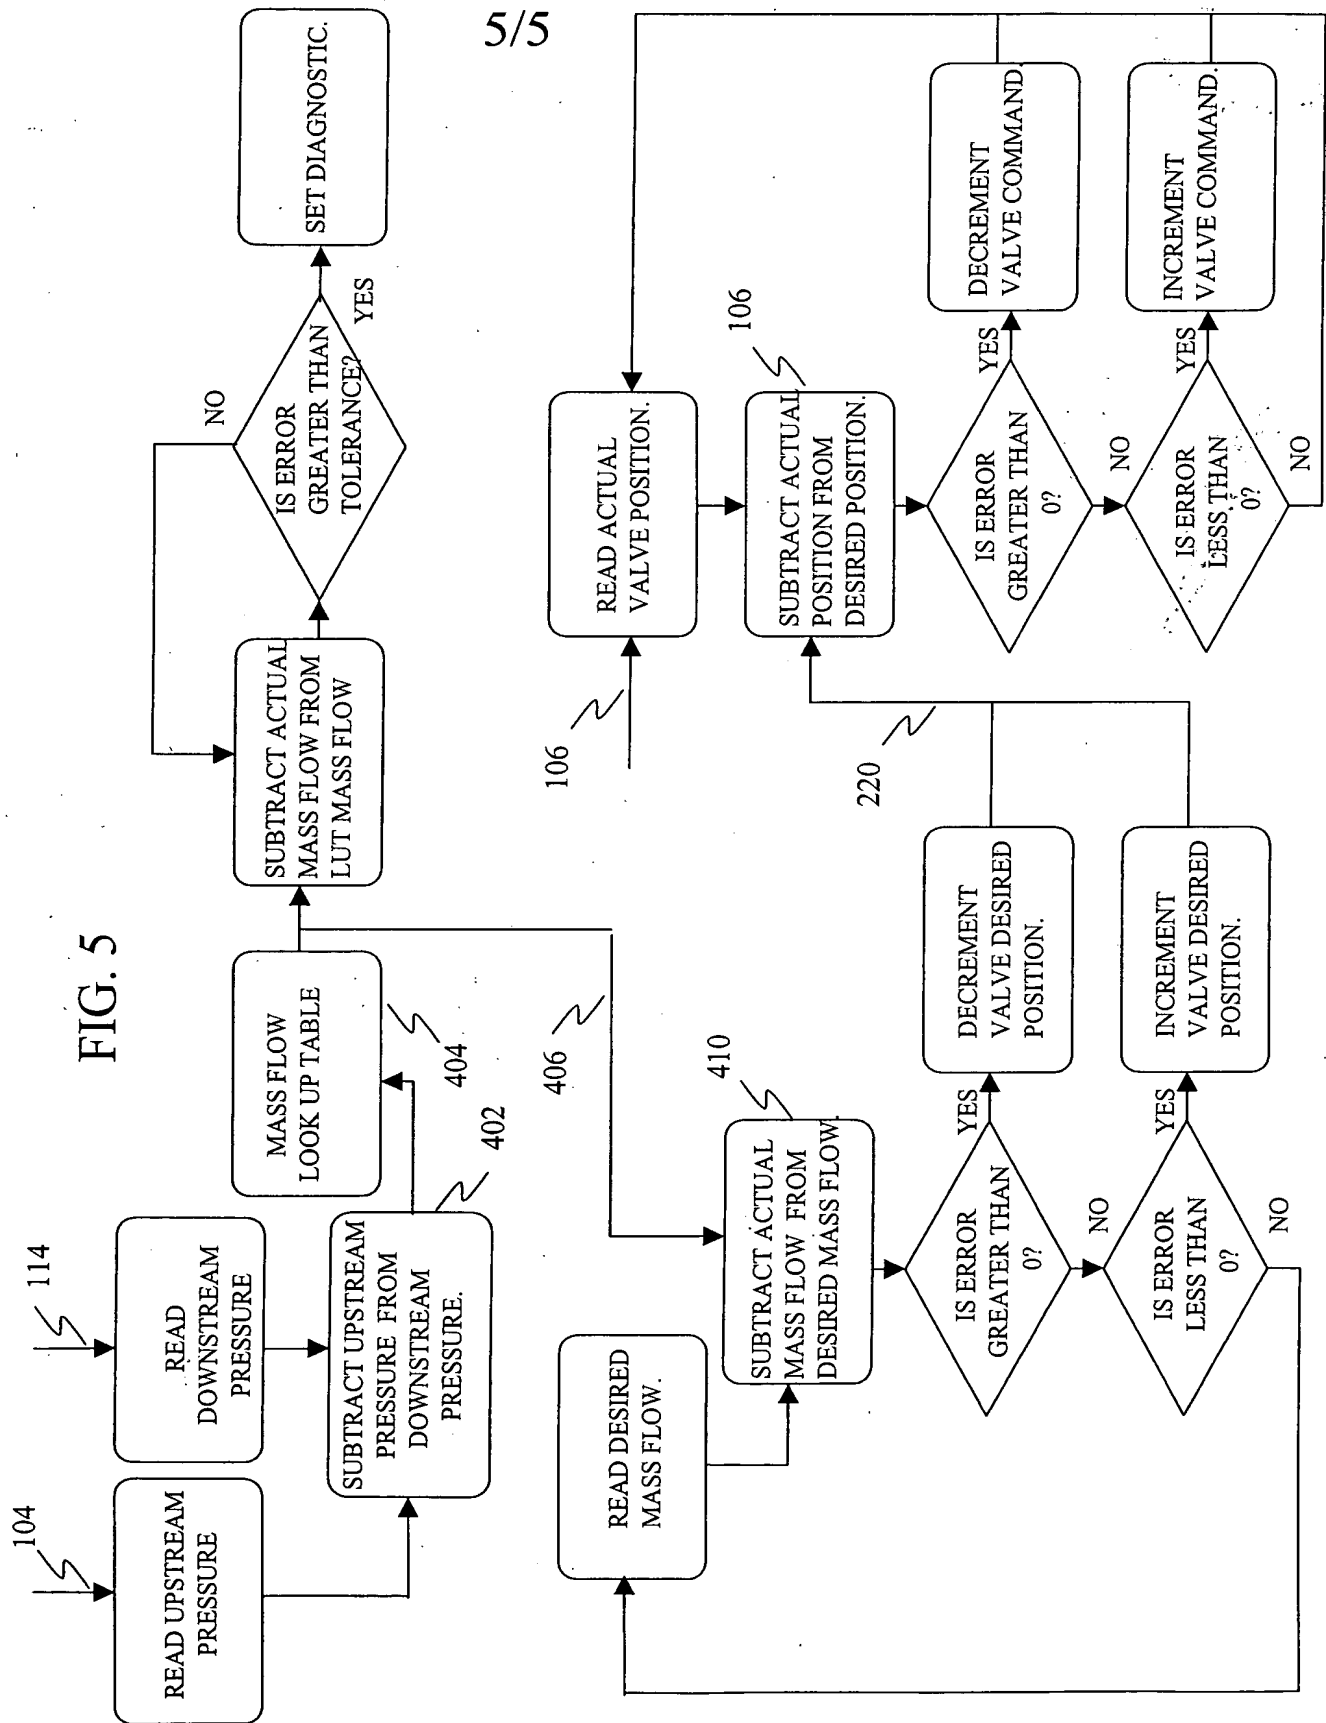 5/5
FIG. 5
104
READ UPSTREAM
PRESSURE
114
READ
DOWNSTREAM
PRESSURE
SUBTRACT UPSTREAM
PRESSURE FROM
DOWNSTREAM
PRESSURE.
402
MASS FLOW
LOOK UP TABLE
404
406
SUBTRACT ACTUAL
MASS FLOW FROM
LUT MASS FLOW
IS ERROR
GREATER THAN
TOLERANCE?
NO
YES
SET DIAGNOSTIC.
READ DESIRED
MASS FLOW.
SUBTRACT ACTUAL
MASS FLOW FROM
DESIRED MASS FLOW.
410
IS ERROR
GREATER THAN
0?
YES
NO
DECREMENT
VALVE DESIRED
POSITION.
IS ERROR
LESS THAN
0?
YES
NO
INCREMENT
VALVE DESIRED
POSITION.
220
106
READ ACTUAL
VALVE POSITION.
SUBTRACT ACTUAL
POSITION FROM
DESIRED POSITION.
106
IS ERROR
GREATER THAN
0?
YES
NO
DECREMENT
VALVE COMMAND.
IS ERROR
LESS THAN
0?
YES
NO
INCREMENT
VALVE COMMAND.